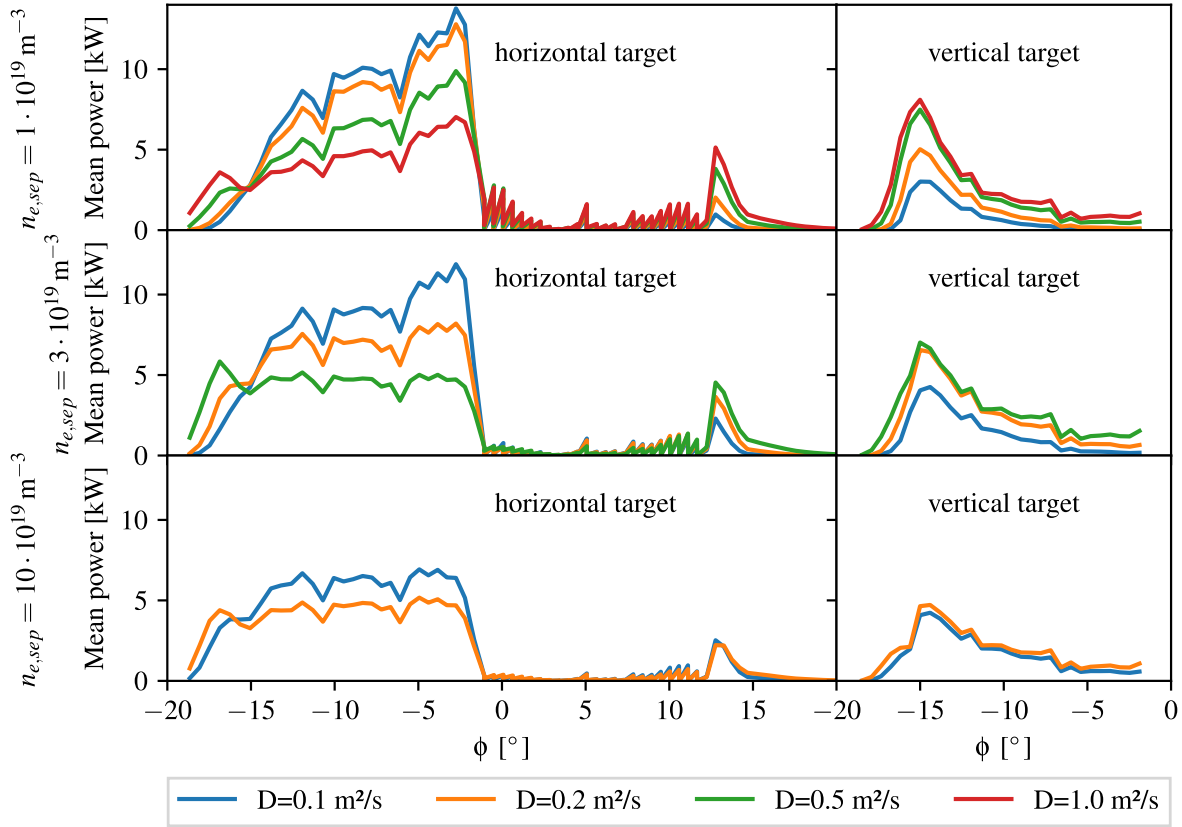 n_{e,sep} = 1 · 10^{19} m^{-3}
Mean power [kW]
10
5
0
horizontal target
vertical target
n_{e,sep} = 3 · 10^{19} m^{-3}
Mean power [kW]
10
5
0
horizontal target
vertical target
n_{e,sep} = 10 · 10^{19} m^{-3}
Mean power [kW]
10
5
0
horizontal target
vertical target
−20 −15 −10 −5 0 5 10 15 −20 −15 −10 −5 0
ϕ [°] ϕ [°]
D=0.1 m²/s D=0.2 m²/s D=0.5 m²/s D=1.0 m²/s